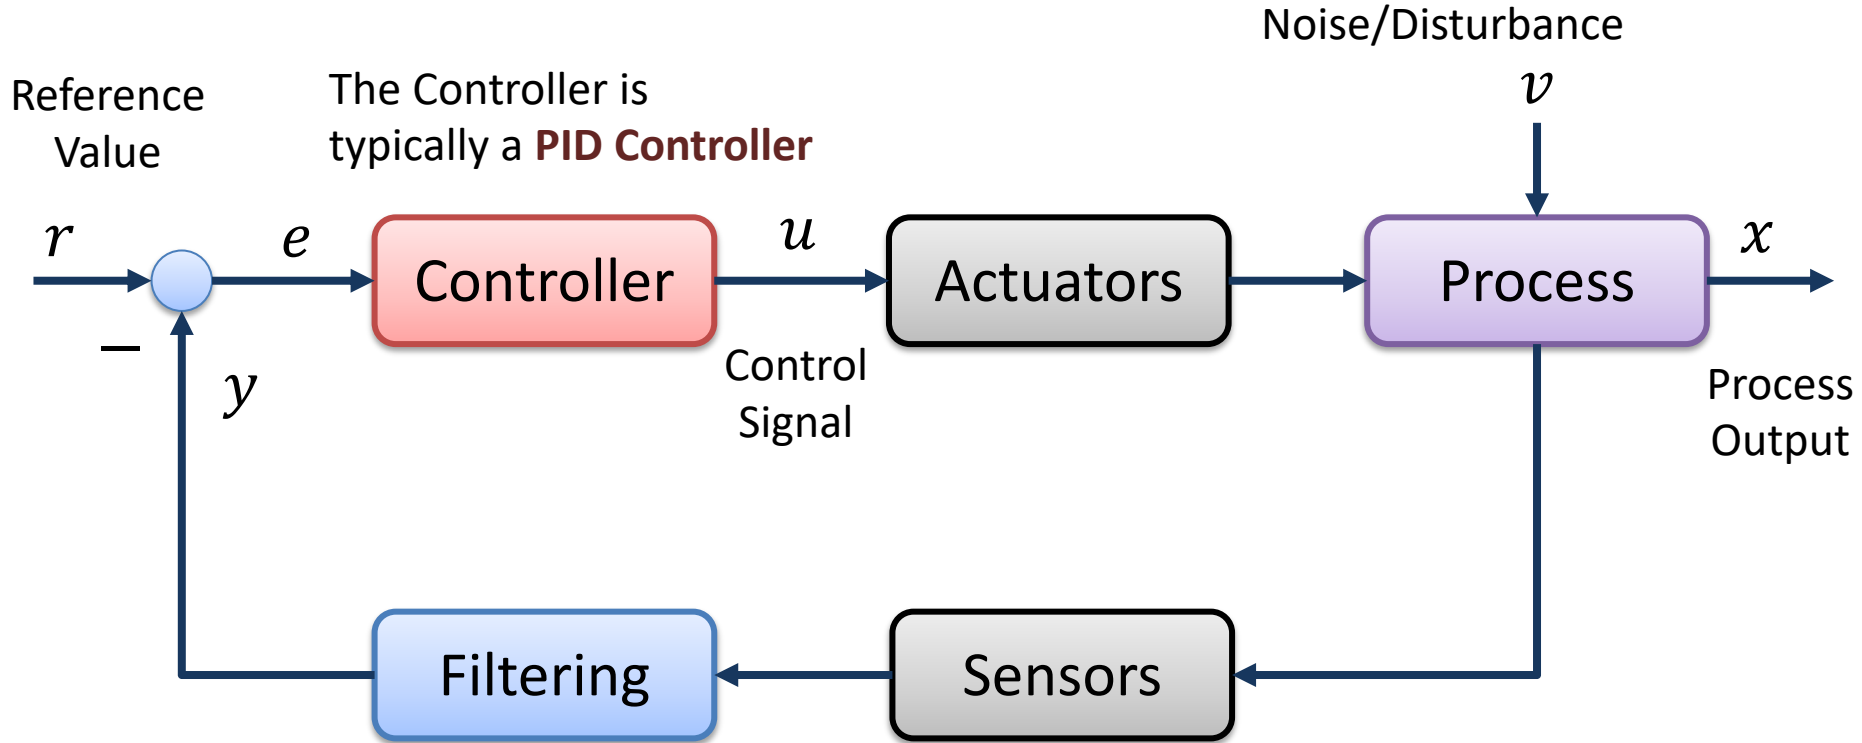 Noise/Disturbance
v
Reference
Value
The Controller is
typically a PID Controller
r
e
Controller
u
Actuators
Process
x
−
y
Control
Signal
Process
Output
Filtering
Sensors